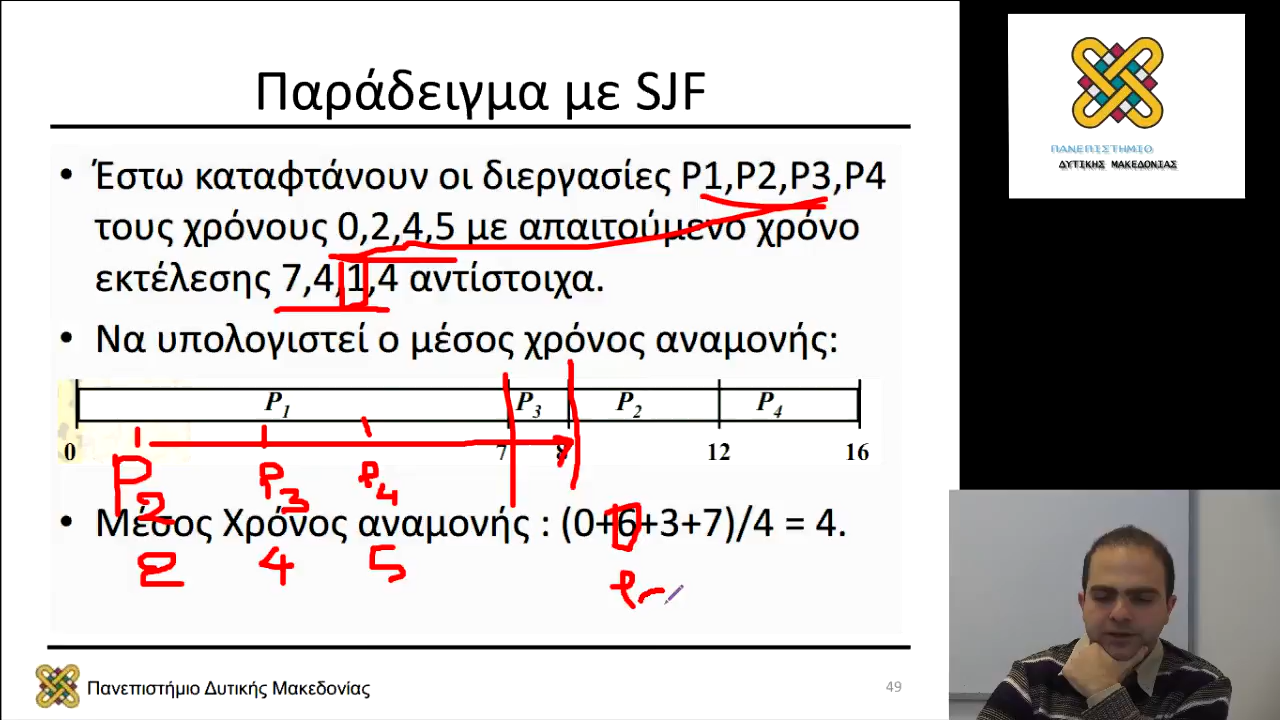 Παράδειγμα με SJF
ΠΑΝΕΠΙΣΤΗΜΙΟ
ΔΥΤΙΚΗΣ ΜΑΚΕΔΟΝΙΑΣ
• Έστω καταφτάνουν οι διεργασίες P1,P2,P3,P4
τους χρόνους 0,2,4,5 με απαιτούμενο χρόνο
εκτέλεσης 7,4,1,4 αντίστοιχα.
• Να υπολογιστεί ο μέσος χρόνος αναμονής:
P1 P3 P2 P4
0 7 8 12 16
P2 P3 P4
• Μέσος Χρόνος αναμονής : (0+6+3+7)/4 = 4.
2 4 5
Πανεπιστήμιο Δυτικής Μακεδονίας
49